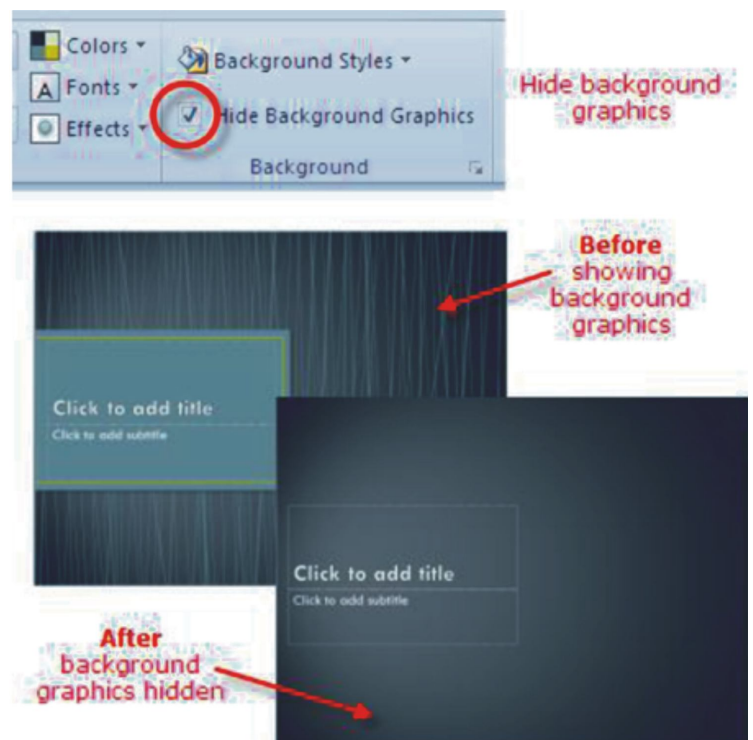 Colors
Background Styles
A Fonts
Hide Background Graphics
Effects
Background
Hide background
graphics
Before
showing
background
graphics
Click to add title
Click to add subtitle
Click to add title
Click to add subtitle
After
background
graphics hidden